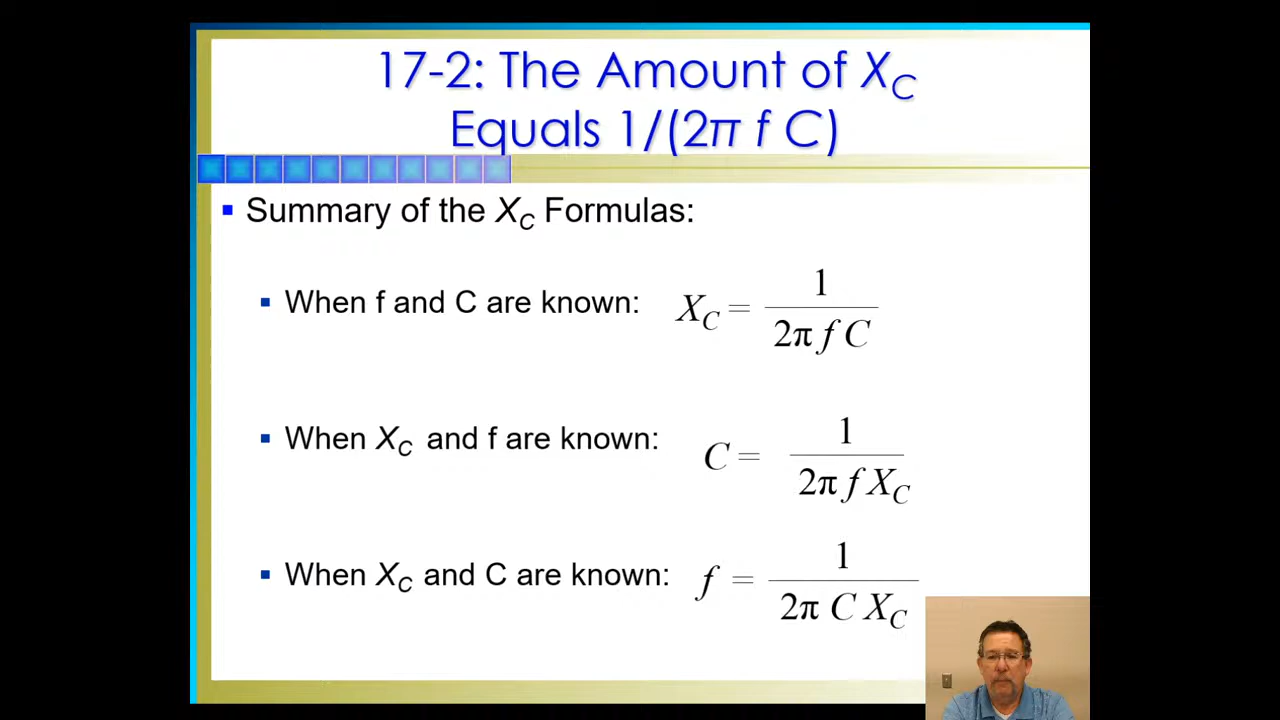 17-2: The Amount of X_C
Equals 1/(2π f C)
Summary of the X_C Formulas:
When f and C are known: X_C = 1 / (2π f C)
When X_C and f are known: C = 1 / (2π f X_C)
When X_C and C are known: f = 1 / (2π C X_C)